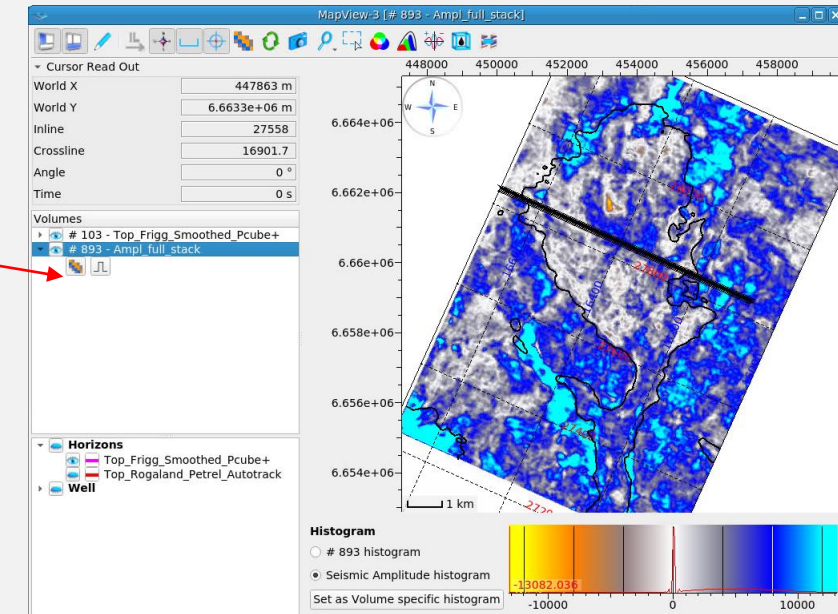 MapView-3 [# 893 - Ampl_full_stack]
Cursor Read Out
World X 447863 m
World Y 6.6633e+06 m
Inline 27558
Crossline 16901.7
Angle 0 °
Time 0 s
Volumes
# 103 - Top_Frigg_Smoothed_Pcube+
# 893 - Ampl_full_stack
Horizons
Top_Frigg_Smoothed_Pcube+
Top_Rogaland_Petrel_Autotrack
Well
448000 450000 452000 454000 456000 458000
N
W E
S
6.664e+06
6.662e+06
6.66e+06
6.658e+06
6.656e+06
6.654e+06
16400
1 km
Histogram
# 893 histogram
Seismic Amplitude histogram
Set as Volume specific histogram
-13082.036
-10000 0 10000